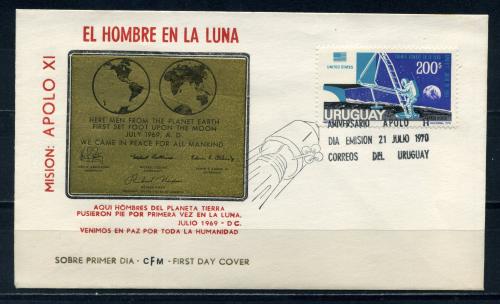 EL HOMBRE EN LA LUNA
MISION: APOLO XI
HERE MEN FROM THE PLANET EARTH
FIRST SET FOOT UPON THE MOON
JULY 1969, A. D.
WE CAME IN PEACE FOR ALL MANKIND
AQUI HOMBRES DEL PLANETA TIERRA
PUSIERON PIE POR PRIMERA VEZ EN LA LUNA.
JULIO 1969 - D C.
VENIMOS EN PAZ POR TODA LA HUMANIDAD
SOBRE PRIMER DIA - CFM - FIRST DAY COVER
UNITED STATES
200$
URUGUAY
ANIVERSARIO APOLO 11
DIA EMISION 21 JULIO 1970
CORREOS DEL URUGUAY